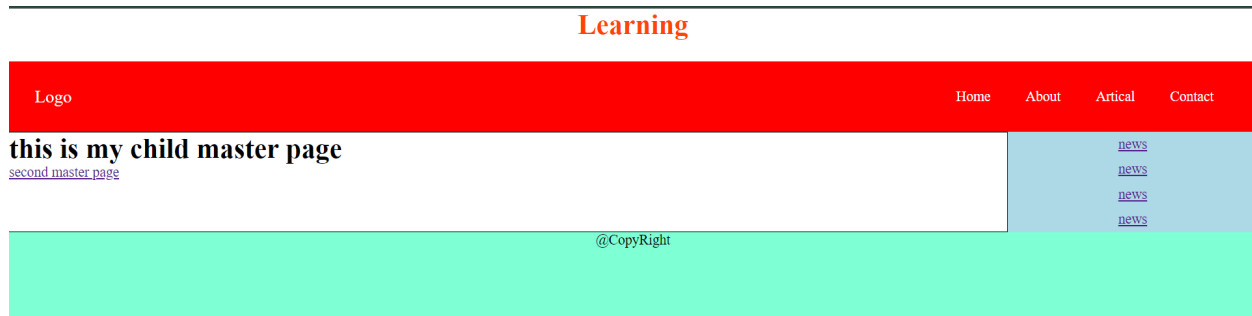 Learning
Logo Home About Artical Contact
this is my child master page
second master page
news
news
news
news
@CopyRight